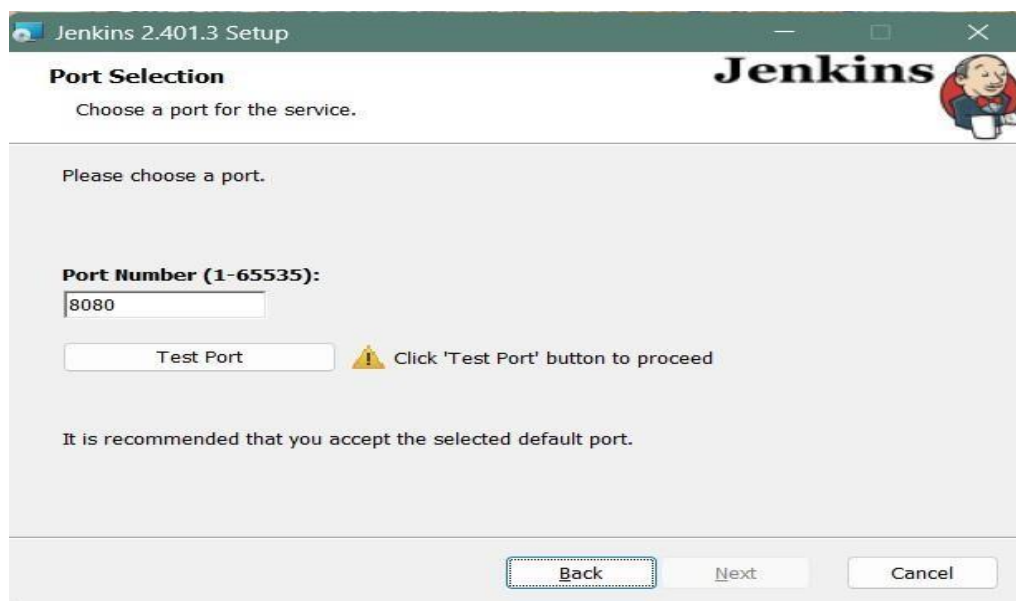 Jenkins 2.401.3 Setup
Port Selection
Jenkins
Choose a port for the service.
Please choose a port.
Port Number (1-65535):
8080
Test Port
Click 'Test Port' button to proceed
It is recommended that you accept the selected default port.
Back
Next
Cancel